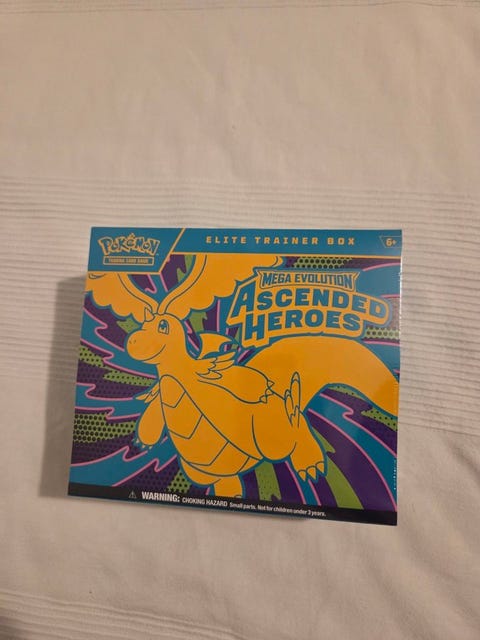 POKéMON
TRADING CARD GAME
ELITE TRAINER BOX
6+
MEGA EVOLUTION
ASCENDED
HEROES
WARNING: CHOKING HAZARD Small parts. Not for children under 3 years.